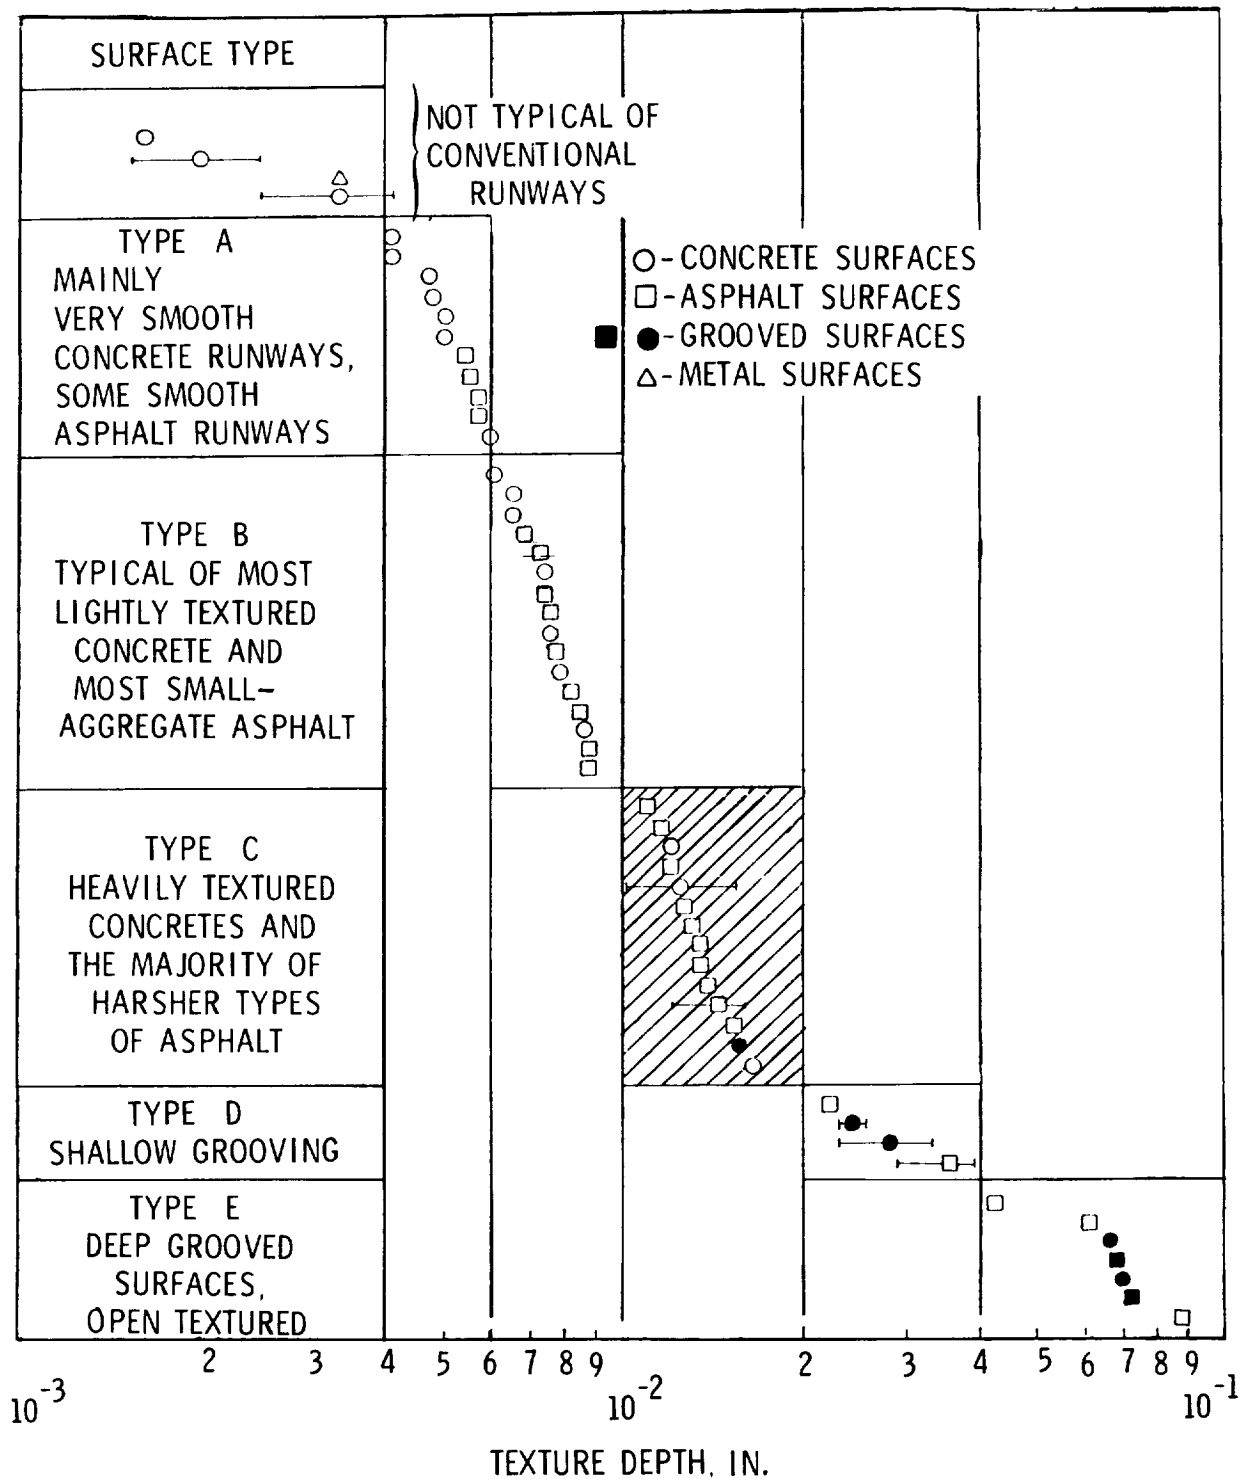 SURFACE TYPE
NOT TYPICAL OF
CONVENTIONAL
RUNWAYS
TYPE A
MAINLY
VERY SMOOTH
CONCRETE RUNWAYS,
SOME SMOOTH
ASPHALT RUNWAYS
○-CONCRETE SURFACES
□-ASPHALT SURFACES
■ ●-GROOVED SURFACES
△-METAL SURFACES
TYPE B
TYPICAL OF MOST
LIGHTLY TEXTURED
CONCRETE AND
MOST SMALL-
AGGREGATE ASPHALT
TYPE C
HEAVILY TEXTURED
CONCRETES AND
THE MAJORITY OF
HARSHER TYPES
OF ASPHALT
TYPE D
SHALLOW GROOVING
TYPE E
DEEP GROOVED
SURFACES,
OPEN TEXTURED
2 3 4 5 6 7 8 9 2 3 4 5 6 7 8 9
10⁻³ 10⁻² 10⁻¹
TEXTURE DEPTH, IN.